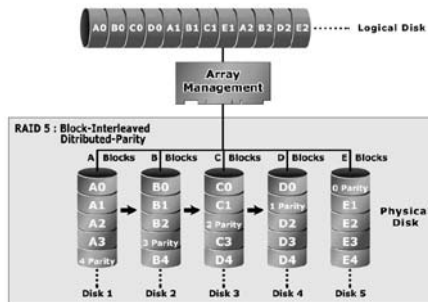 A0 B0 C0 D0 A1 B1 C1 E1 A2 B2 D2 E2 Logical Disk
Array
Management
RAID 5 : Block-Interleaved
Ditributed-Parity
A Blocks B Blocks C Blocks D Blocks E Blocks
A0 B0 C0 D0 0 Parity
A1 B1 C1 1 Parity E1
A2 B2 2 Parity D2 E2
A3 3 Parity C3 D3 E3
4 Parity B4 D4 D4 E4
Physical
Disk
Disk 1 Disk 2 Disk 3 Disk 4 Disk 5